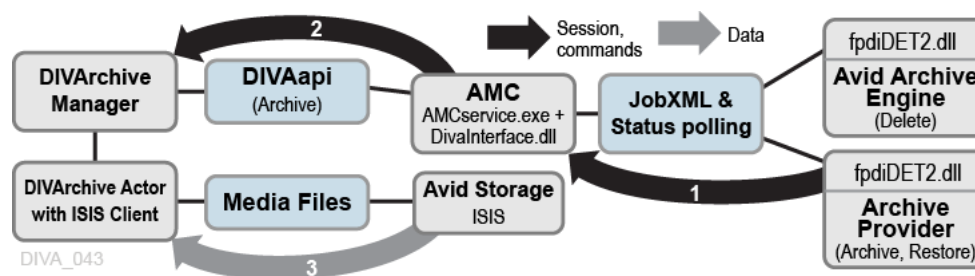 2
Session,
commands
Data
fpdiDET2.dll
Avid Archive
Engine
(Delete)
DIVArchive
Manager
DIVAapi
(Archive)
AMC
AMCservice.exe +
DivaInterface.dll
JobXML &
Status polling
1
fpdiDET2.dll
Archive
Provider
(Archive, Restore)
DIVArchive Actor
with ISIS Client
Media Files
Avid Storage
ISIS
3
DIVA_043